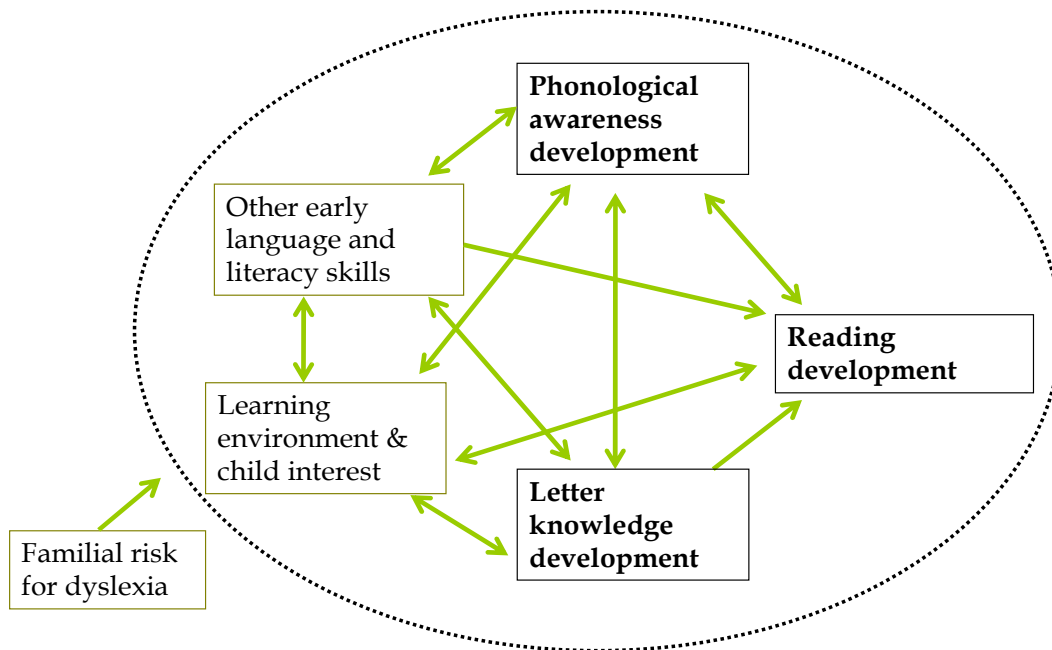 Phonological
awareness
development
Other early
language and
literacy skills
Reading
development
Learning
environment &
child interest
Letter
knowledge
development
Familial risk
for dyslexia